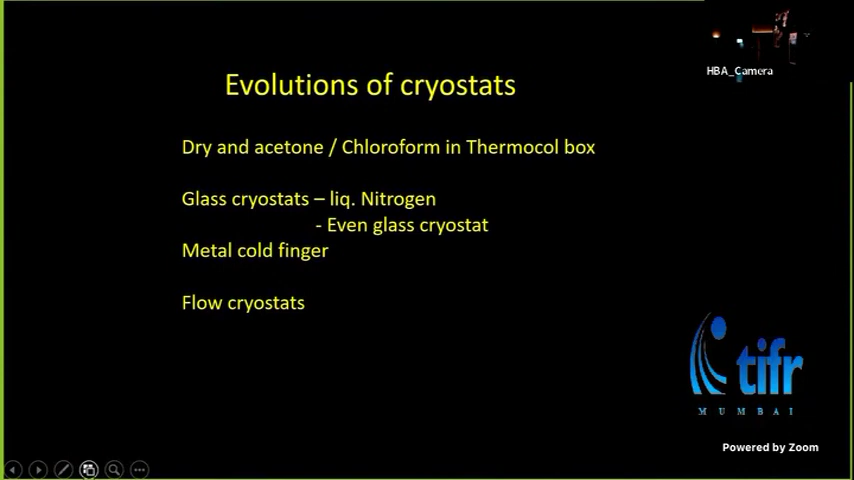 HBA_Camera
Evolutions of cryostats
Dry and acetone / Chloroform in Thermocol box
Glass cryostats – liq. Nitrogen
- Even glass cryostat
Metal cold finger
Flow cryostats
tifr
MUMBAI
Powered by Zoom